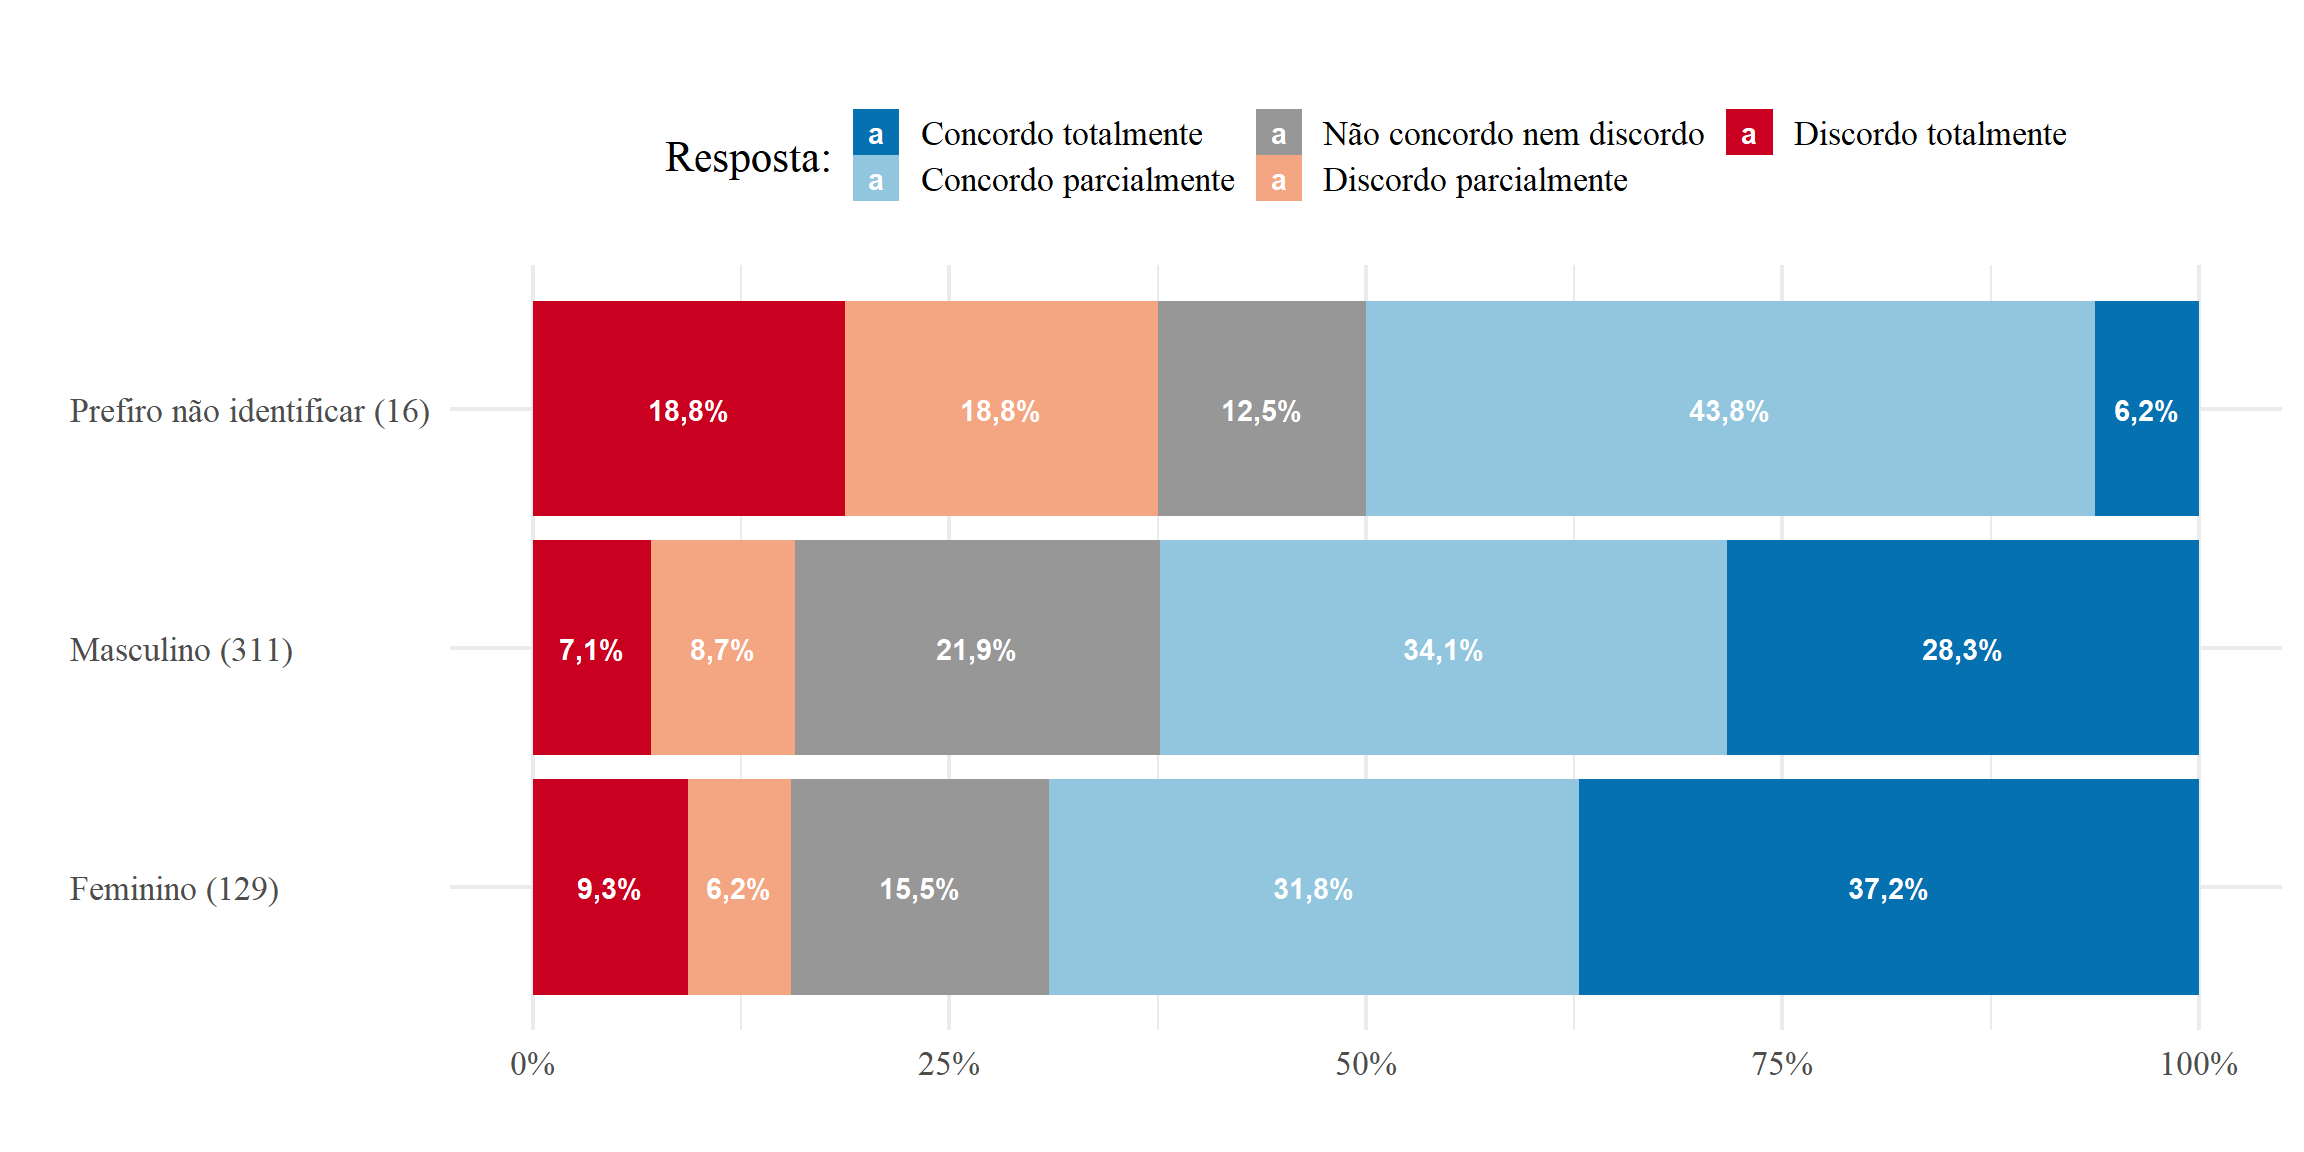 Resposta:
a Concordo totalmente
a Concordo parcialmente
a Não concordo nem discordo
a Discordo parcialmente
a Discordo totalmente
Prefiro não identificar (16)
18,8% 18,8% 12,5% 43,8% 6,2%
Masculino (311)
7,1% 8,7% 21,9% 34,1% 28,3%
Feminino (129)
9,3% 6,2% 15,5% 31,8% 37,2%
0% 25% 50% 75% 100%